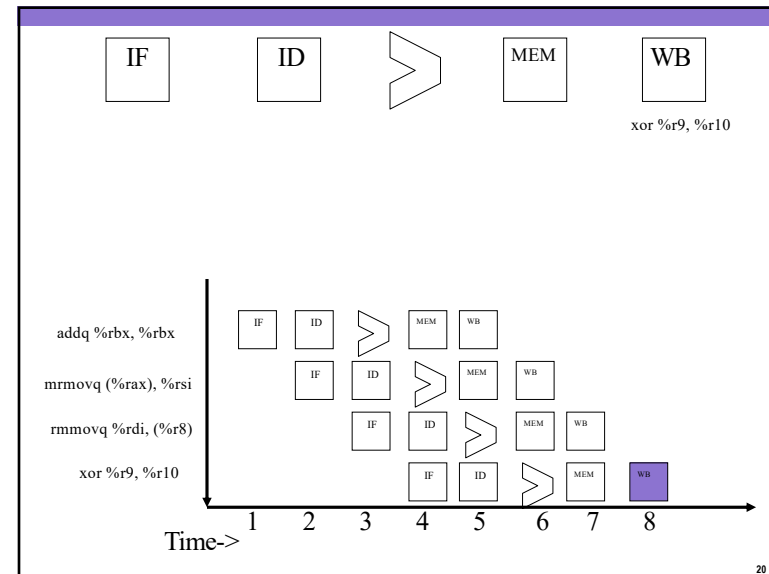 IF ID MEM WB
xor %r9, %r10
addq %rbx, %rbx IF ID MEM WB
mrmovq (%rax), %rsi IF ID MEM WB
rmmovq %rdi, (%r8) IF ID MEM WB
xor %r9, %r10 IF ID MEM WB
1 2 3 4 5 6 7 8
Time->
20